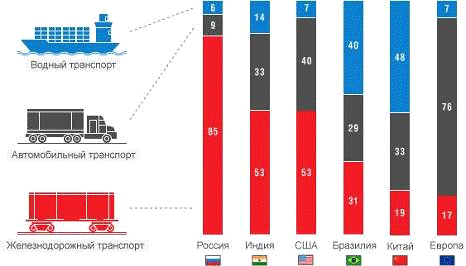 6 14 7 40 48 7
Водный транспорт
9 33 40 29 33 76
Автомобильный транспорт
85 53 53 31 19 17
Железнодорожный транспорт
Россия Индия США Бразилия Китай Европа